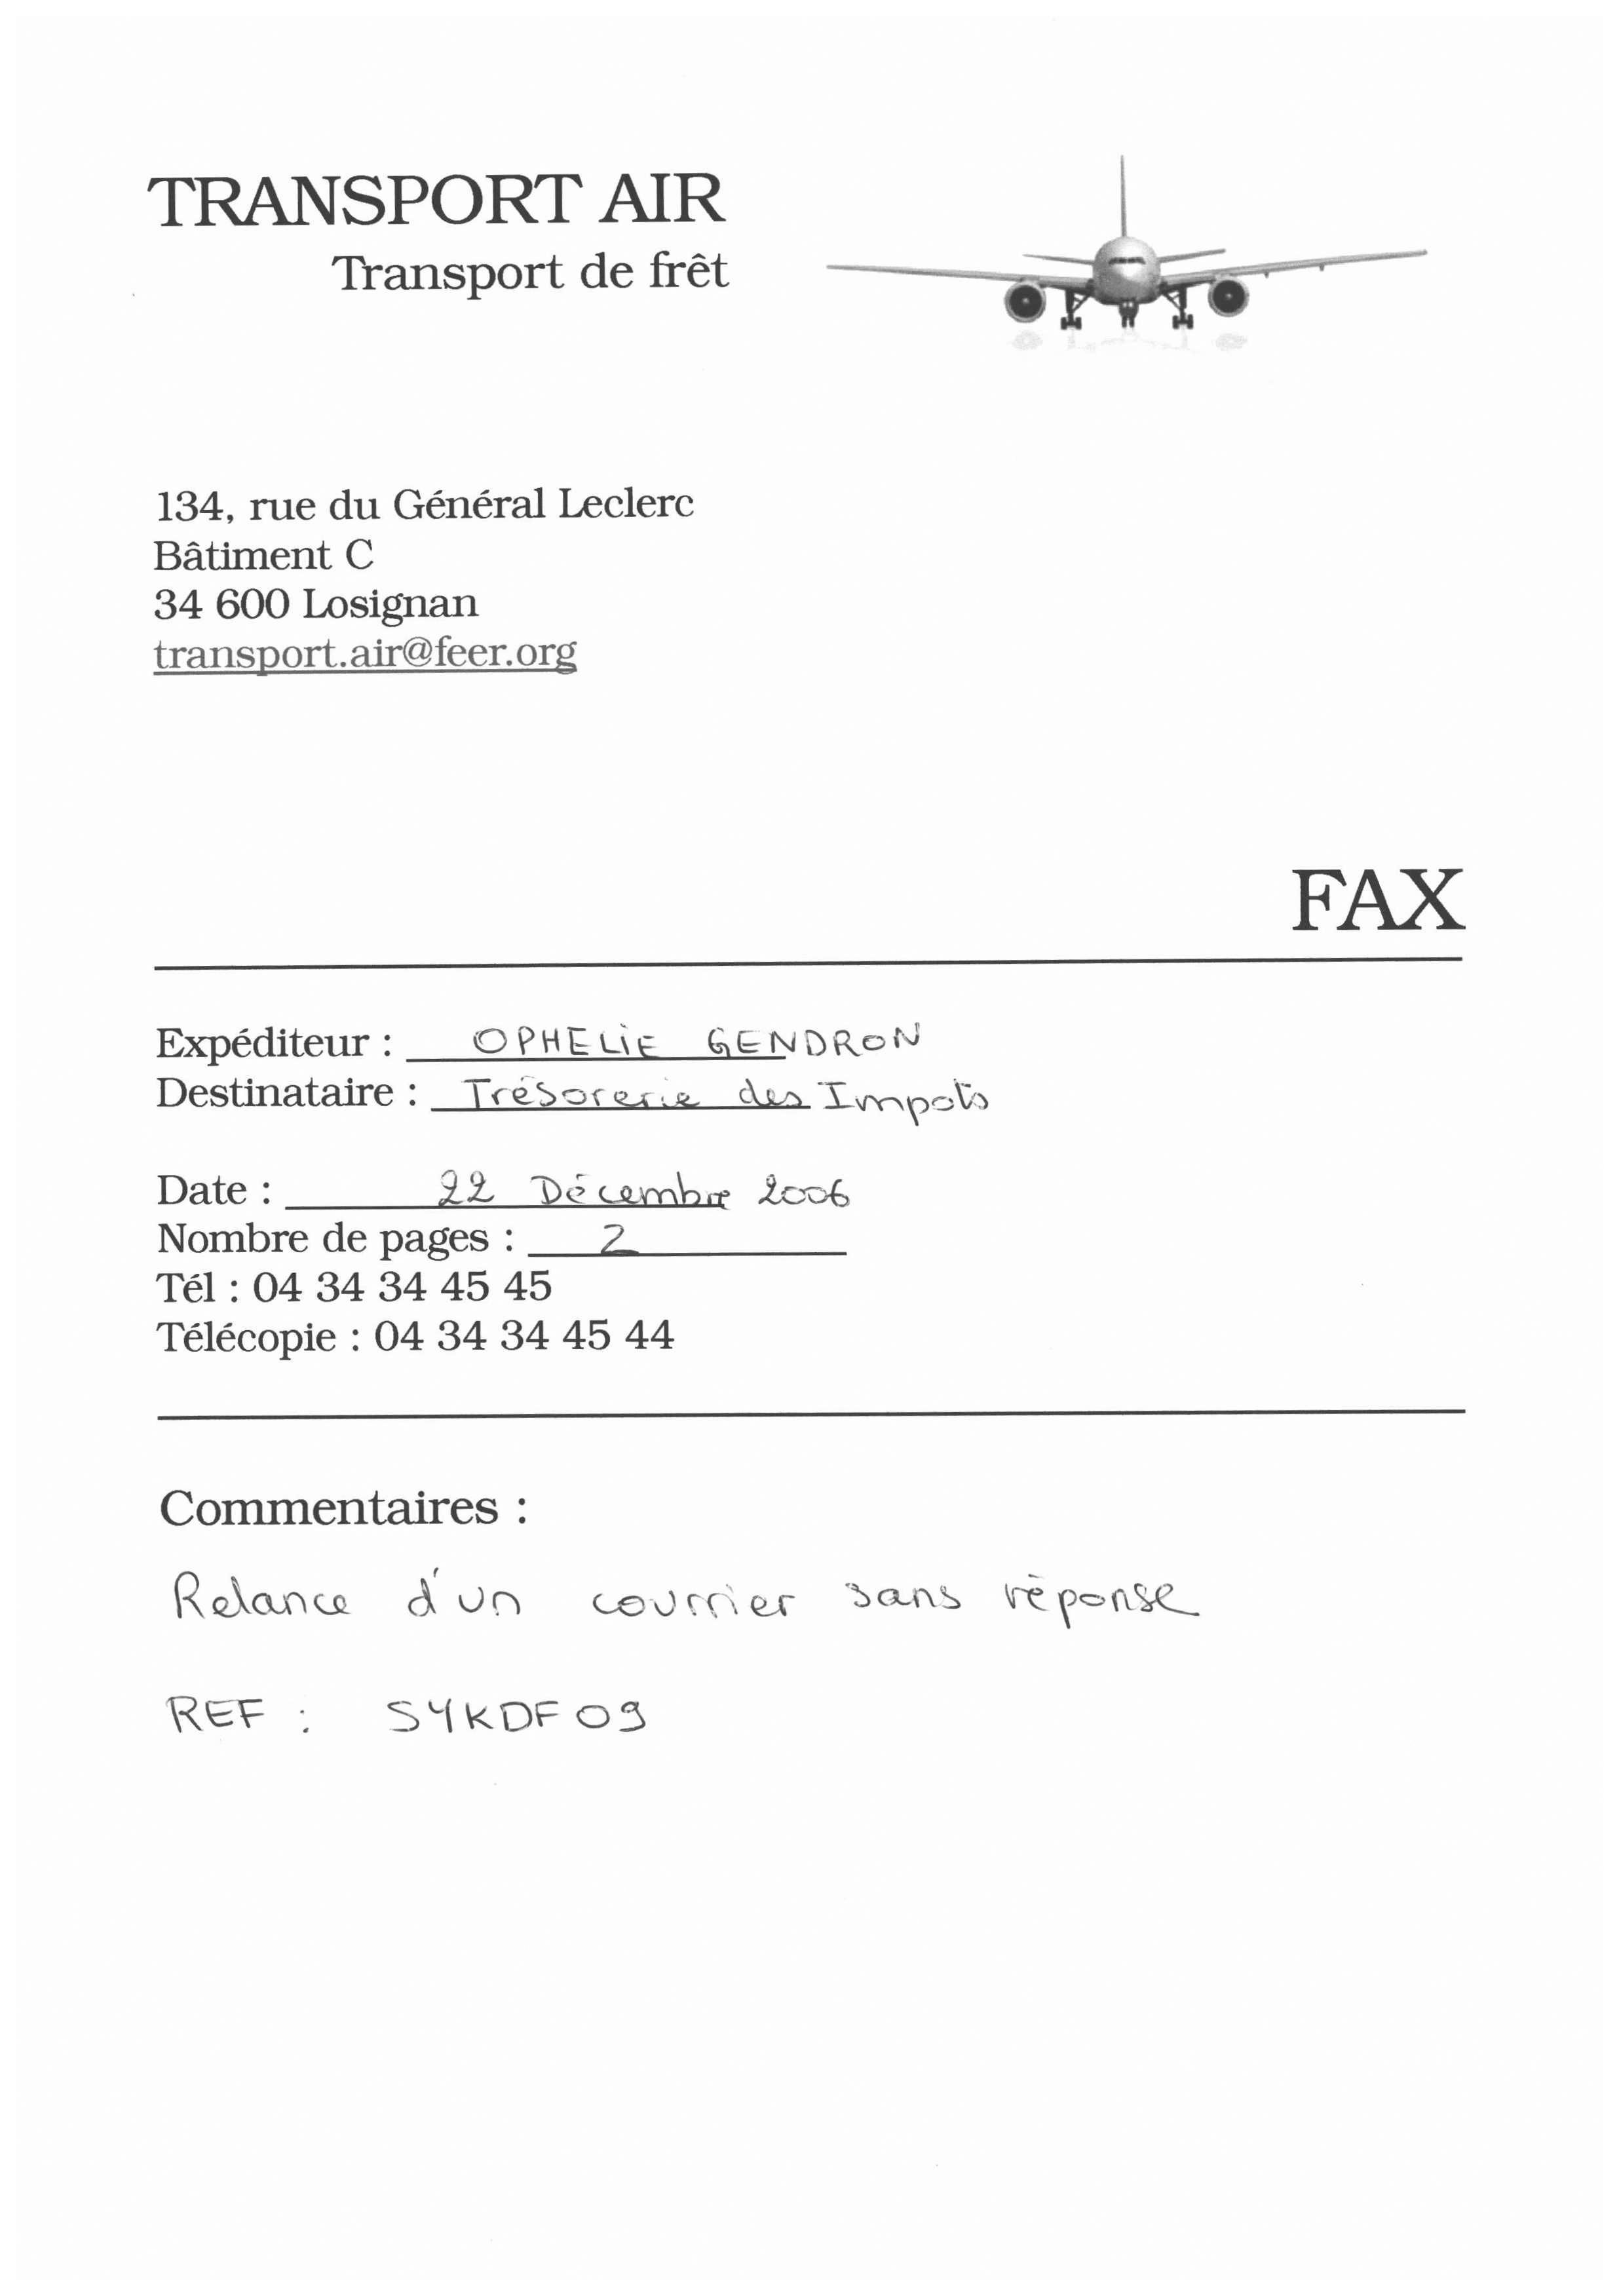 TRANSPORT AIR
Transport de frêt
134, rue du Général Leclerc
Bâtiment C
34 600 Losignan
transport.air@feer.org
FAX
Expéditeur : OPHELIE GENDRON
Destinataire : Trésorerie des Impots
Date : 22 Décembre 2006
Nombre de pages : 2
Tél : 04 34 34 45 45
Télécopie : 04 34 34 45 44
Commentaires :
Relance d'un courrier sans réponse
REF : SYKDF09